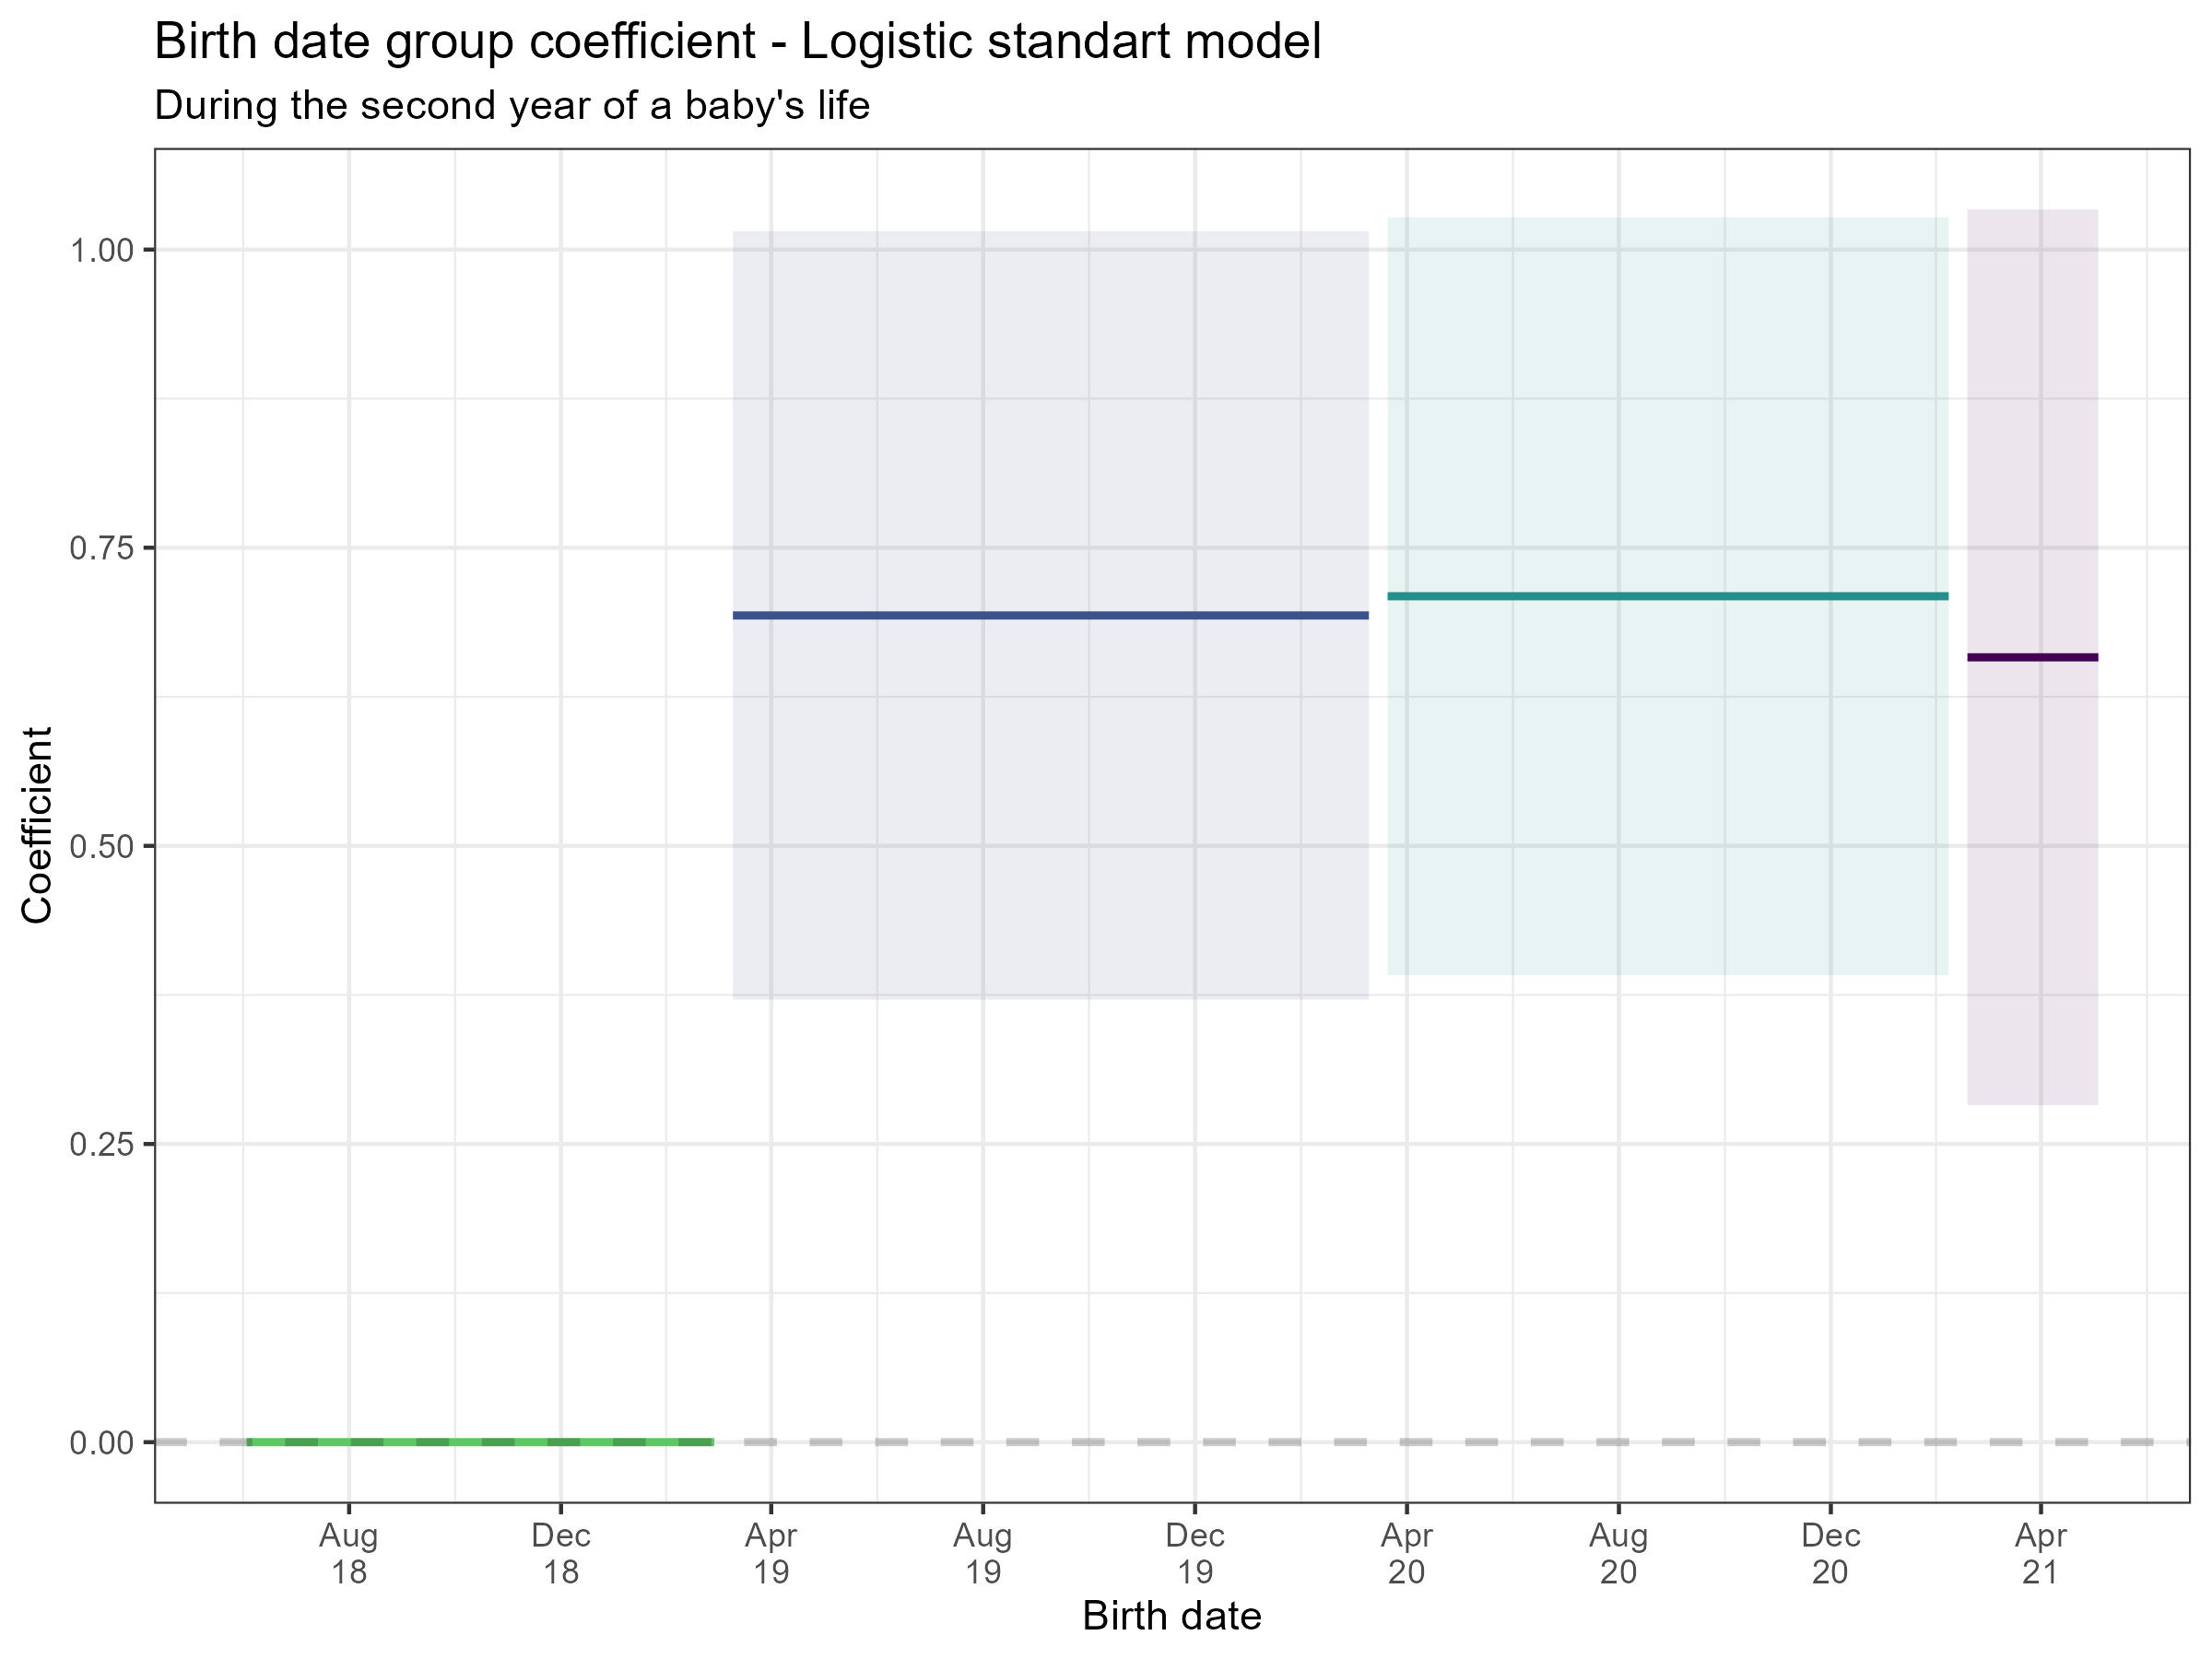 Birth date group coefficient - Logistic standart model
During the second year of a baby's life
Coefficient
1.00
0.75
0.50
0.25
0.00
Aug Dec Apr Aug Dec Apr Aug Dec Apr
18 18 19 19 19 20 20 20 21
Birth date